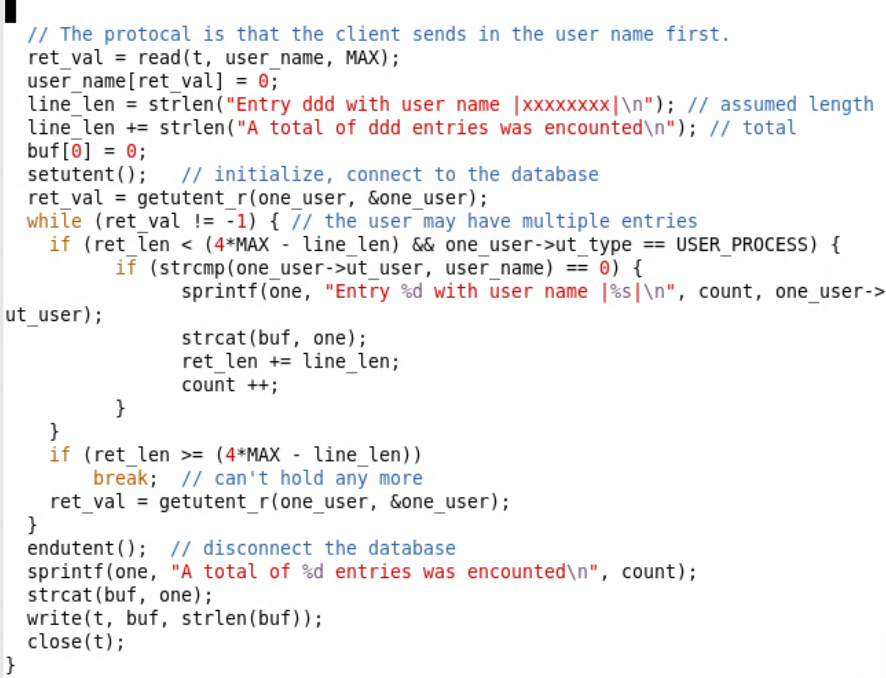 // The protocal is that the client sends in the user name first.
ret_val = read(t, user_name, MAX);
user_name[ret_val] = 0;
line_len = strlen("Entry ddd with user name |xxxxxxxx|\n"); // assumed length
line_len += strlen("A total of ddd entries was encounted\n"); // total
buf[0] = 0;
setutent();   // initialize, connect to the database
ret_val = getutent_r(one_user, &one_user);
while (ret_val != -1) { // the user may have multiple entries
if (ret_len < (4*MAX - line_len) && one_user->ut_type == USER_PROCESS) {
if (strcmp(one_user->ut_user, user_name) == 0) {
sprintf(one, "Entry %d with user name |%s|\n", count, one_user->
ut_user);
strcat(buf, one);
ret_len += line_len;
count ++;
}
}
if (ret_len >= (4*MAX - line_len))
break;  // can't hold any more
ret_val = getutent_r(one_user, &one_user);
}
endutent();  // disconnect the database
sprintf(one, "A total of %d entries was encounted\n", count);
strcat(buf, one);
write(t, buf, strlen(buf));
close(t);
}